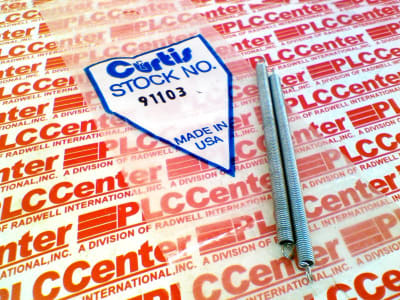 Curtis
STOCK NO.
91103
MADE IN
USA
PLCCenter
A DIVISION OF RADWELL INTERNATIONAL, INC.